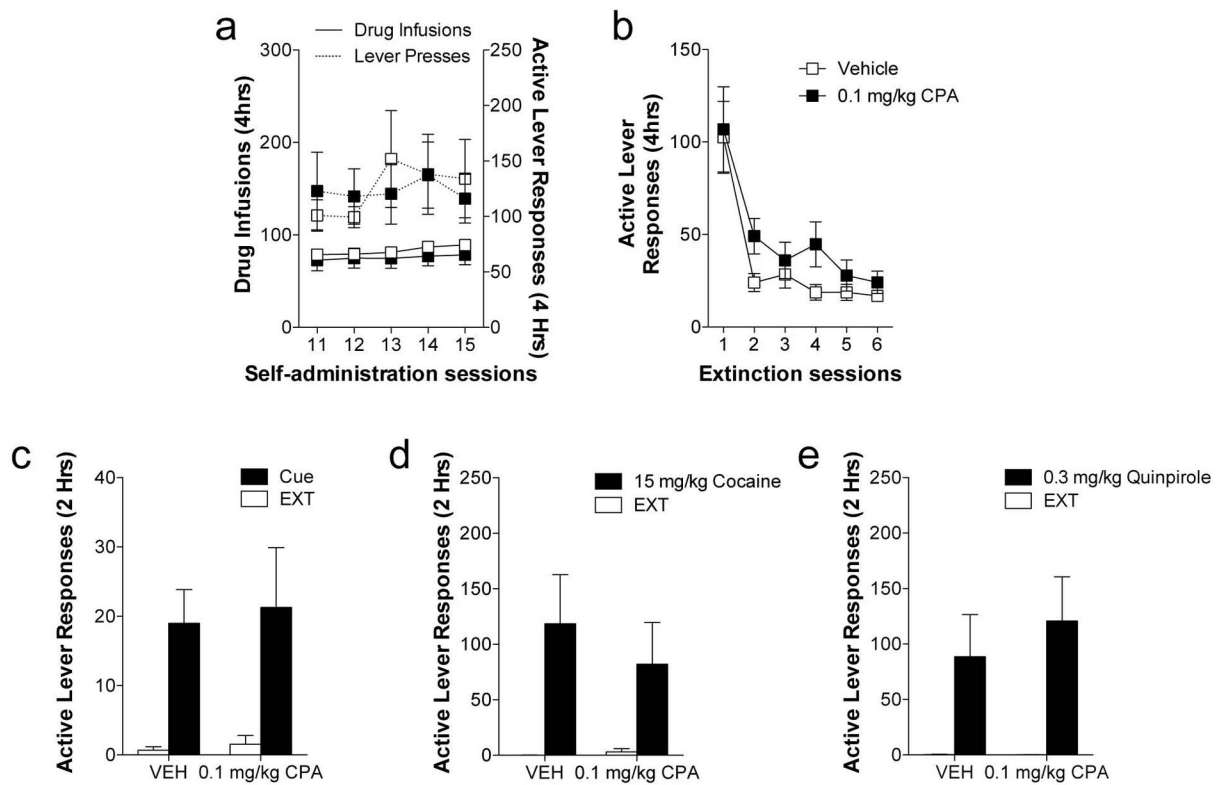 a
Drug Infusions
Lever Presses
Drug Infusions (4hrs)
300
200
100
0
Active Lever Responses (4 Hrs)
250
200
150
100
50
0
11 12 13 14 15
Self-administration sessions
b
Vehicle
0.1 mg/kg CPA
Active Lever
Responses (4hrs)
150
100
50
0
1 2 3 4 5 6
Extinction sessions
c
Cue
EXT
Active Lever Responses (2 Hrs)
40
30
20
10
0
VEH 0.1 mg/kg CPA
d
15 mg/kg Cocaine
EXT
Active Lever Responses (2 Hrs)
250
200
150
100
50
0
VEH 0.1 mg/kg CPA
e
0.3 mg/kg Quinpirole
EXT
Active Lever Responses (2 Hrs)
250
200
150
100
50
0
VEH 0.1 mg/kg CPA